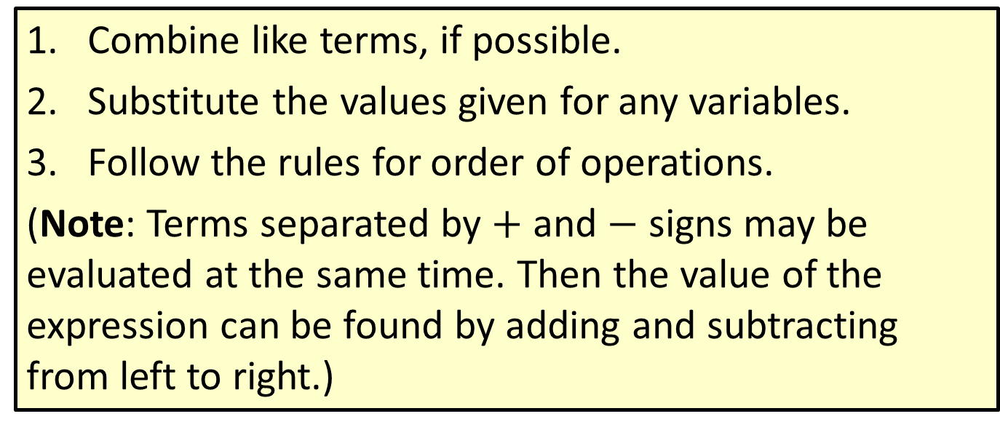 1. Combine like terms, if possible.
2. Substitute the values given for any variables.
3. Follow the rules for order of operations.
(Note: Terms separated by + and − signs may be
evaluated at the same time. Then the value of the
expression can be found by adding and subtracting
from left to right.)